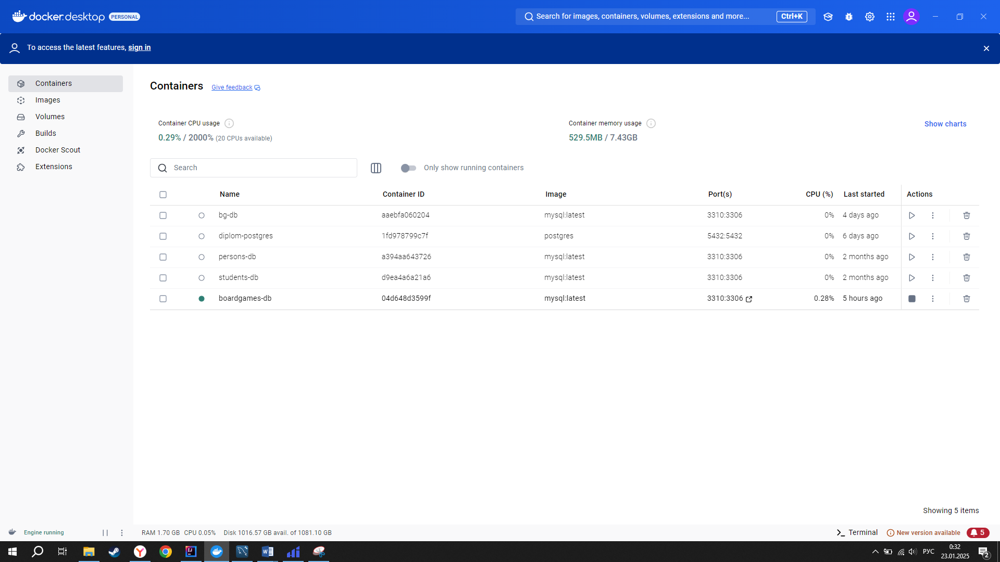 docker.desktop PERSONAL
Search for images, containers, volumes, extensions and more... Ctrl+K
To access the latest features, sign in
Containers
Images
Volumes
Builds
Docker Scout
Extensions
Containers Give feedback
Container CPU usage
0.29% / 2000% (20 CPUs available)
Container memory usage
529.5MB / 7.43GB
Show charts
Search
Only show running containers
Name Container ID Image Port(s) CPU (%) Last started Actions
bg-db aaebfa060204 mysql:latest 3310:3306 0% 4 days ago
diplom-postgres 1fd978799c7f postgres 5432:5432 0% 6 days ago
persons-db a394aa643726 mysql:latest 3310:3306 0% 2 months ago
students-db d9ea4a6a21a6 mysql:latest 3310:3306 0% 2 months ago
boardgames-db 04d648d3599f mysql:latest 3310:3306 0.28% 5 hours ago
Showing 5 items
Engine running RAM 1.70 GB CPU 0.05% Disk 1016.57 GB avail. of 1081.10 GB Terminal New version available 5
IJ W РУС 0:32
23.01.2025 2